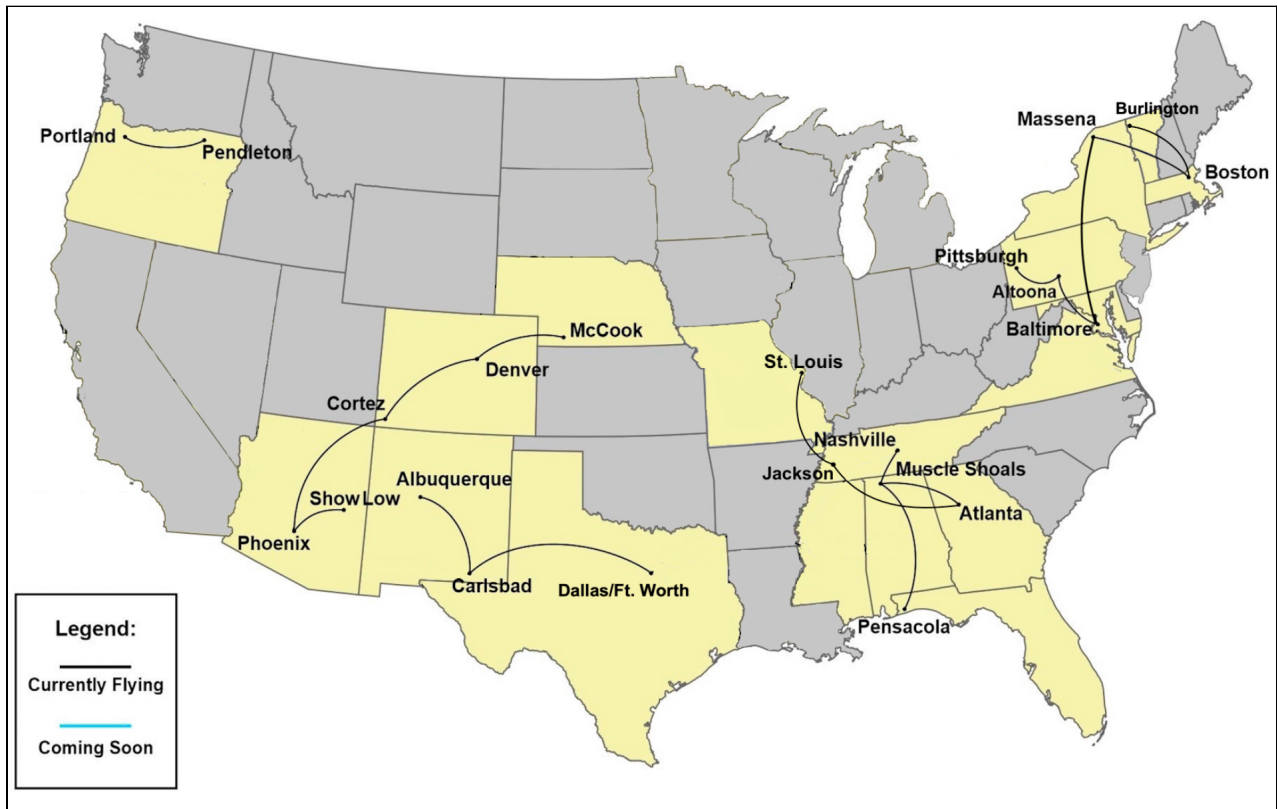 Burlington
Massena
Portland
Pendleton
Boston
Pittsburgh
Altoona
Baltimore
McCook
St. Louis
Denver
Cortez
Nashville
Jackson
Muscle Shoals
Albuquerque
Show Low
Atlanta
Phoenix
Carlsbad
Dallas/Ft. Worth
Pensacola
Legend:
Currently Flying
Coming Soon